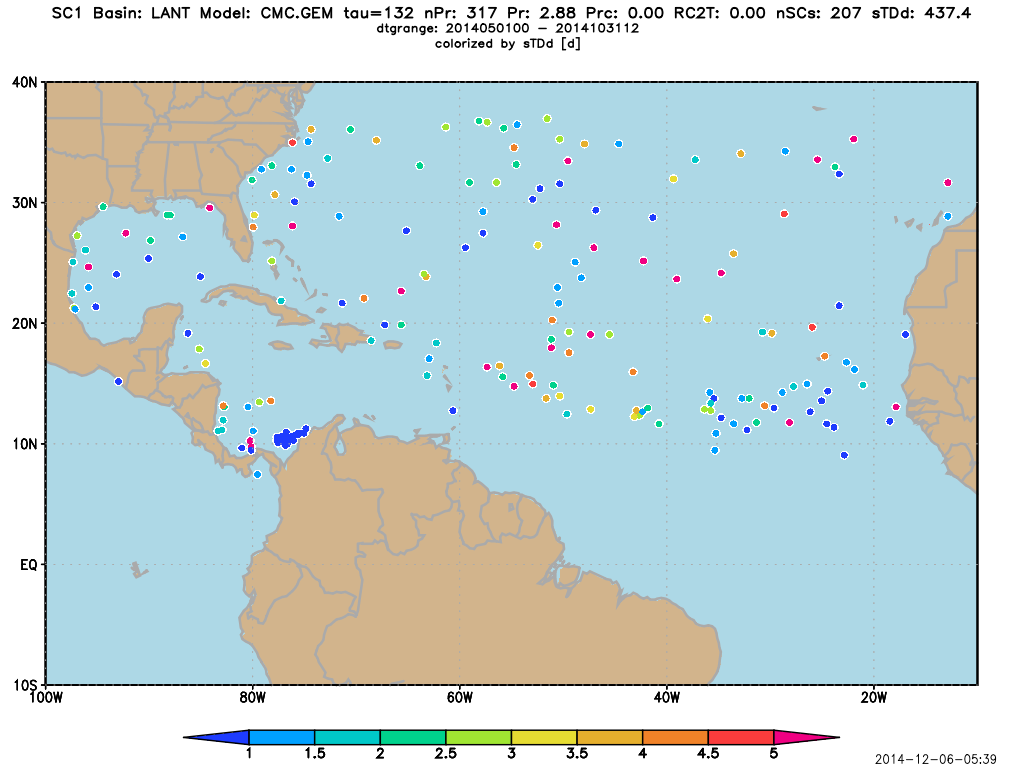 SC1 Basin: LANT Model: CMC.GEM tau=132 nPr: 317 Pr: 2.88 Prc: 0.00 RC2T: 0.00 nSCs: 207 sTDd: 437.4
dtgrange: 2014050100 - 2014103112
colorized by sTDd [d]
40N
30N
20N
10N
EQ
10S
100W 80W 60W 40W 20W
1 1.5 2 2.5 3 3.5 4 4.5 5
2014-12-06-05:39